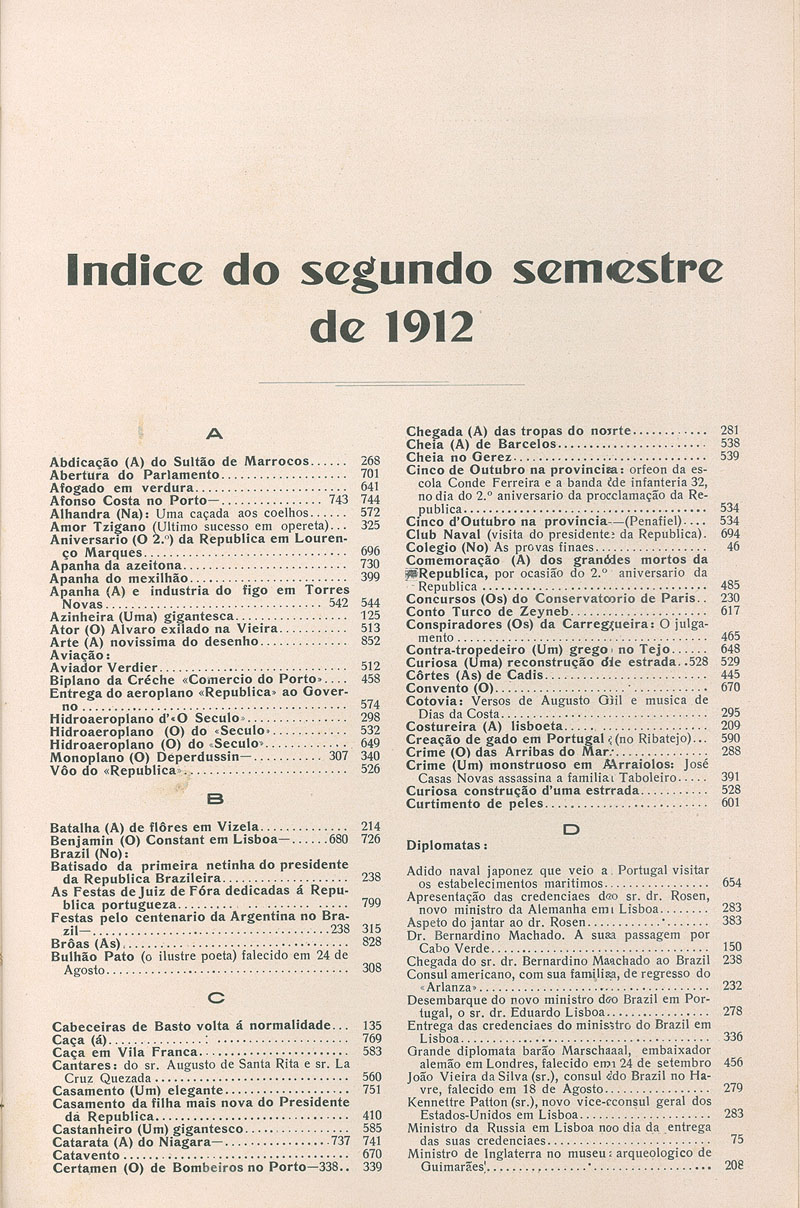 Indice do segundo semestre
de 1912
A
Abdicação (A) do Sultão de Marrocos...... 268
Abertura do Parlamento.................. 701
Afogado em verdura...................... 641
Afonso Costa no Porto—................ 743 744
Alhandra (Na): Uma caçada aos coelhos...... 572
Amor Tzigano (Ultimo sucesso em opereta)... 325
Aniversario (O 2.º) da Republica em Louren-
ço Marques............................ 696
Apanha da azeitona...................... 730
Apanha do mexilhão...................... 399
Apanha (A) e industria do figo em Torres
Novas................................ 542 544
Azinheira (Uma) gigantesca................ 125
Ator (O) Alvaro exilado na Vieira.......... 513
Arte (A) novissima do desenho............. 852
Aviação:
Aviador Verdier......................... 512
Biplano da Créche «Comercio do Porto».... 458
Entrega do aeroplano «Republica» ao Gover-
no.................................... 574
Hidroaeroplano d'«O Seculo»............... 298
Hidroaeroplano (O) do «Seculo»............ 532
Hidroaeroplano (O) do «Seculo»............ 649
Monoplano (O) Deperdussin—........... 307 340
Vôo do «Republica»....................... 526
B
Batalha (A) de flôres em Vizela............. 214
Benjamin (O) Constant em Lisboa—......680 726
Brazil (No):
Batisado da primeira netinha do presidente
da Republica Brazileira................... 238
As Festas de Juiz de Fóra dedicadas á Repu-
blica portugueza......................... 799
Festas pelo centenario da Argentina no Bra-
zil—..................................238 315
Brôas (As)............................... 828
Bulhão Pato (o ilustre poeta) falecido em 24 de
Agosto................................. 308
C
Cabeceiras de Basto volta á normalidade... 135
Caça (á)................................. 769
Caça em Vila Franca...................... 583
Cantares: do sr. Augusto de Santa Rita e sr. La
Cruz Quezada........................... 560
Casamento (Um) elegante................. 751
Casamento da filha mais nova do Presidente
da Republica............................ 410
Castanheiro (Um) gigantesco............... 585
Catarata (A) do Niagara—................737 741
Catavento............................... 670
Certamen (O) de Bombeiros no Porto—338.. 339
Chegada (A) das tropas do norte............ 281
Cheia (A) de Barcelos...................... 538
Cheia no Gerez........................... 539
Cinco de Outubro na provincia: orfeon da es-
cola Conde Ferreira e a banda de infanteria 32,
no dia do 2.º aniversario da proclamação da Re-
publica................................. 534
Cinco d'Outubro na provincia—(Penafiel).... 534
Club Naval (visita do presidente da Republica). 694
Colegio (No) As provas finaes............... 46
Comemoração (A) dos grandes mortos da
Republica, por ocasião do 2.º aniversario da
Republica............................... 485
Concursos (Os) do Conservatorio de Paris.. 230
Conto Turco de Zeyneb.................... 617
Conspiradores (Os) da Carregueira: O julga-
mento.................................. 465
Contra-tropedeiro (Um) grego no Tejo...... 648
Curiosa (Uma) reconstrução de estrada..528 529
Côrtes (As) de Cadis...................... 445
Convento (O)............................ 670
Cotovia: Versos de Augusto Gil e musica de
Dias da Costa........................... 295
Costureira (A) lisboeta..................... 209
Creação de gado em Portugal (no Ribatejo)... 590
Crime (O) das Arribas do Mar............... 288
Crime (Um) monstruoso em Arraiolos: José
Casas Novas assassina a familia Taboleiro..... 391
Curiosa construção d'uma estrrada.......... 528
Curtimento de peles....................... 601
D
Diplomatas:
Adido naval japonez que veio a Portugal visitar
os estabelecimentos maritimos................ 654
Apresentação das credenciaes do sr. dr. Rosen,
novo ministro da Alemanha em Lisboa........ 283
Aspeto do jantar ao dr. Rosen................ 383
Dr. Bernardino Machado. A sua passagem por
Cabo Verde............................. 150
Chegada do sr. dr. Bernardino Machado ao Brazil 238
Consul americano, com sua familia, de regresso do
«Arlanza».............................. 232
Desembarque do novo ministro do Brazil em Por-
tugal, o sr. dr. Eduardo Lisboa............... 278
Entrega das credenciaes do ministro do Brazil em
Lisboa................................. 336
Grande diplomata barão Marschaaal, embaixador
alemão em Londres, falecido em 24 de setembro 456
João Vieira da Silva (sr.), consul do Brazil no Ha-
vre, falecido em 18 de Agosto................ 279
Kennettre Patton (sr.), novo vice-cconsul geral dos
Estados-Unidos em Lisboa................... 283
Ministro da Russia em Lisboa no dia da entrega
das suas credenciaes....................... 75
Ministro de Inglaterra no museu arqueologico de
Guimarães.............................. 208